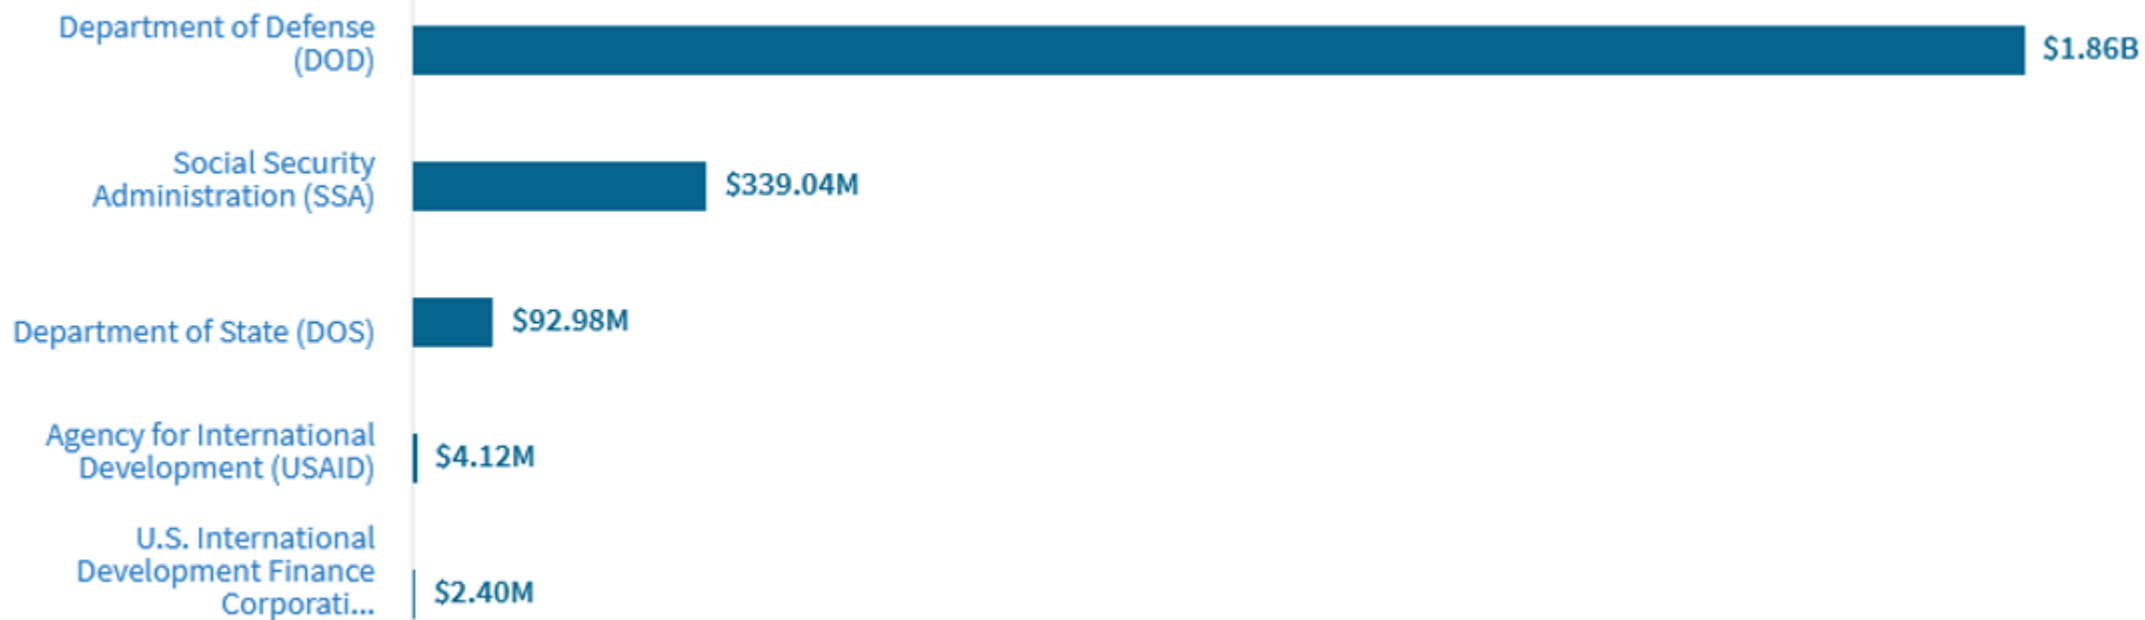 Department of Defense
(DOD)
$1.86B
Social Security
Administration (SSA)
$339.04M
Department of State (DOS)
$92.98M
Agency for International
Development (USAID)
$4.12M
U.S. International
Development Finance
Corporati...
$2.40M